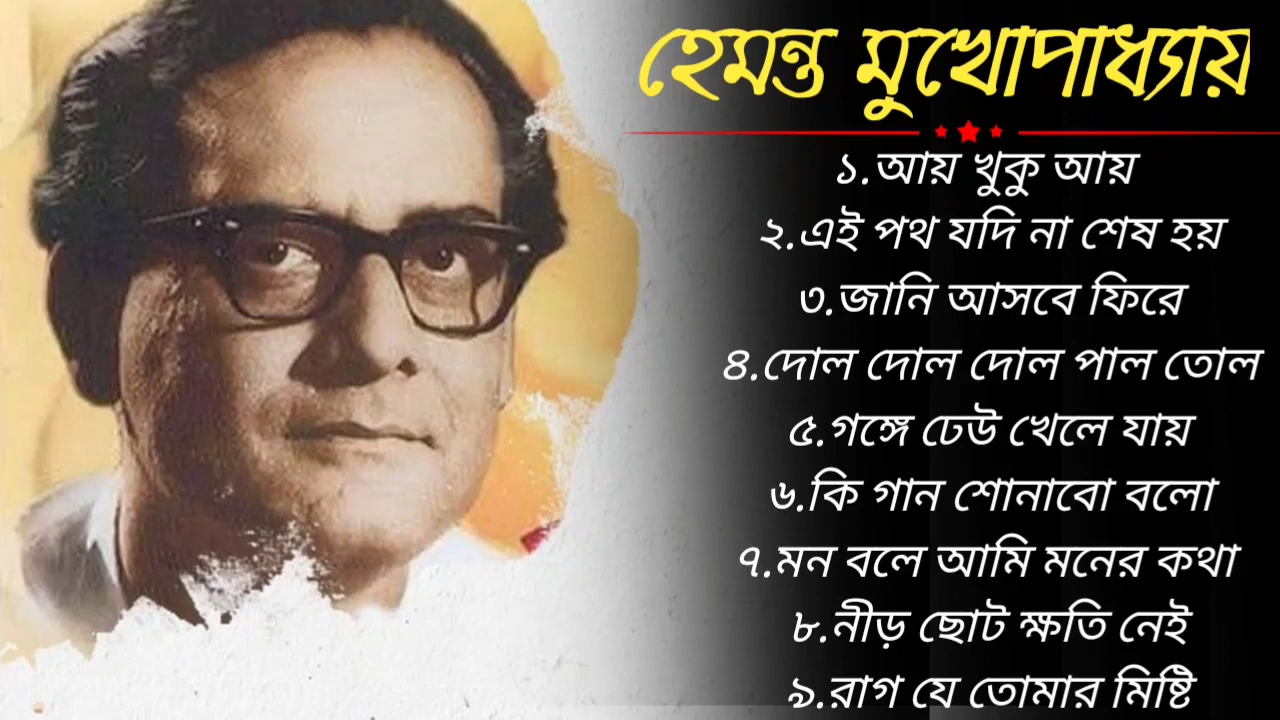 হেমন্ত মুখোপাধ্যায়
১.আয় খুকু আয়
২.এই পথ যদি না শেষ হয়
৩.জানি আসবে ফিরে
৪.দোল দোল দোল পাল তোল
৫.গঙ্গে ঢেউ খেলে যায়
৬.কি গান শোনাবো বলো
৭.মন বলে আমি মনের কথা
৮.নীড় ছোট ক্ষতি নেই
৯.রাগ যে তোমার মিষ্টি